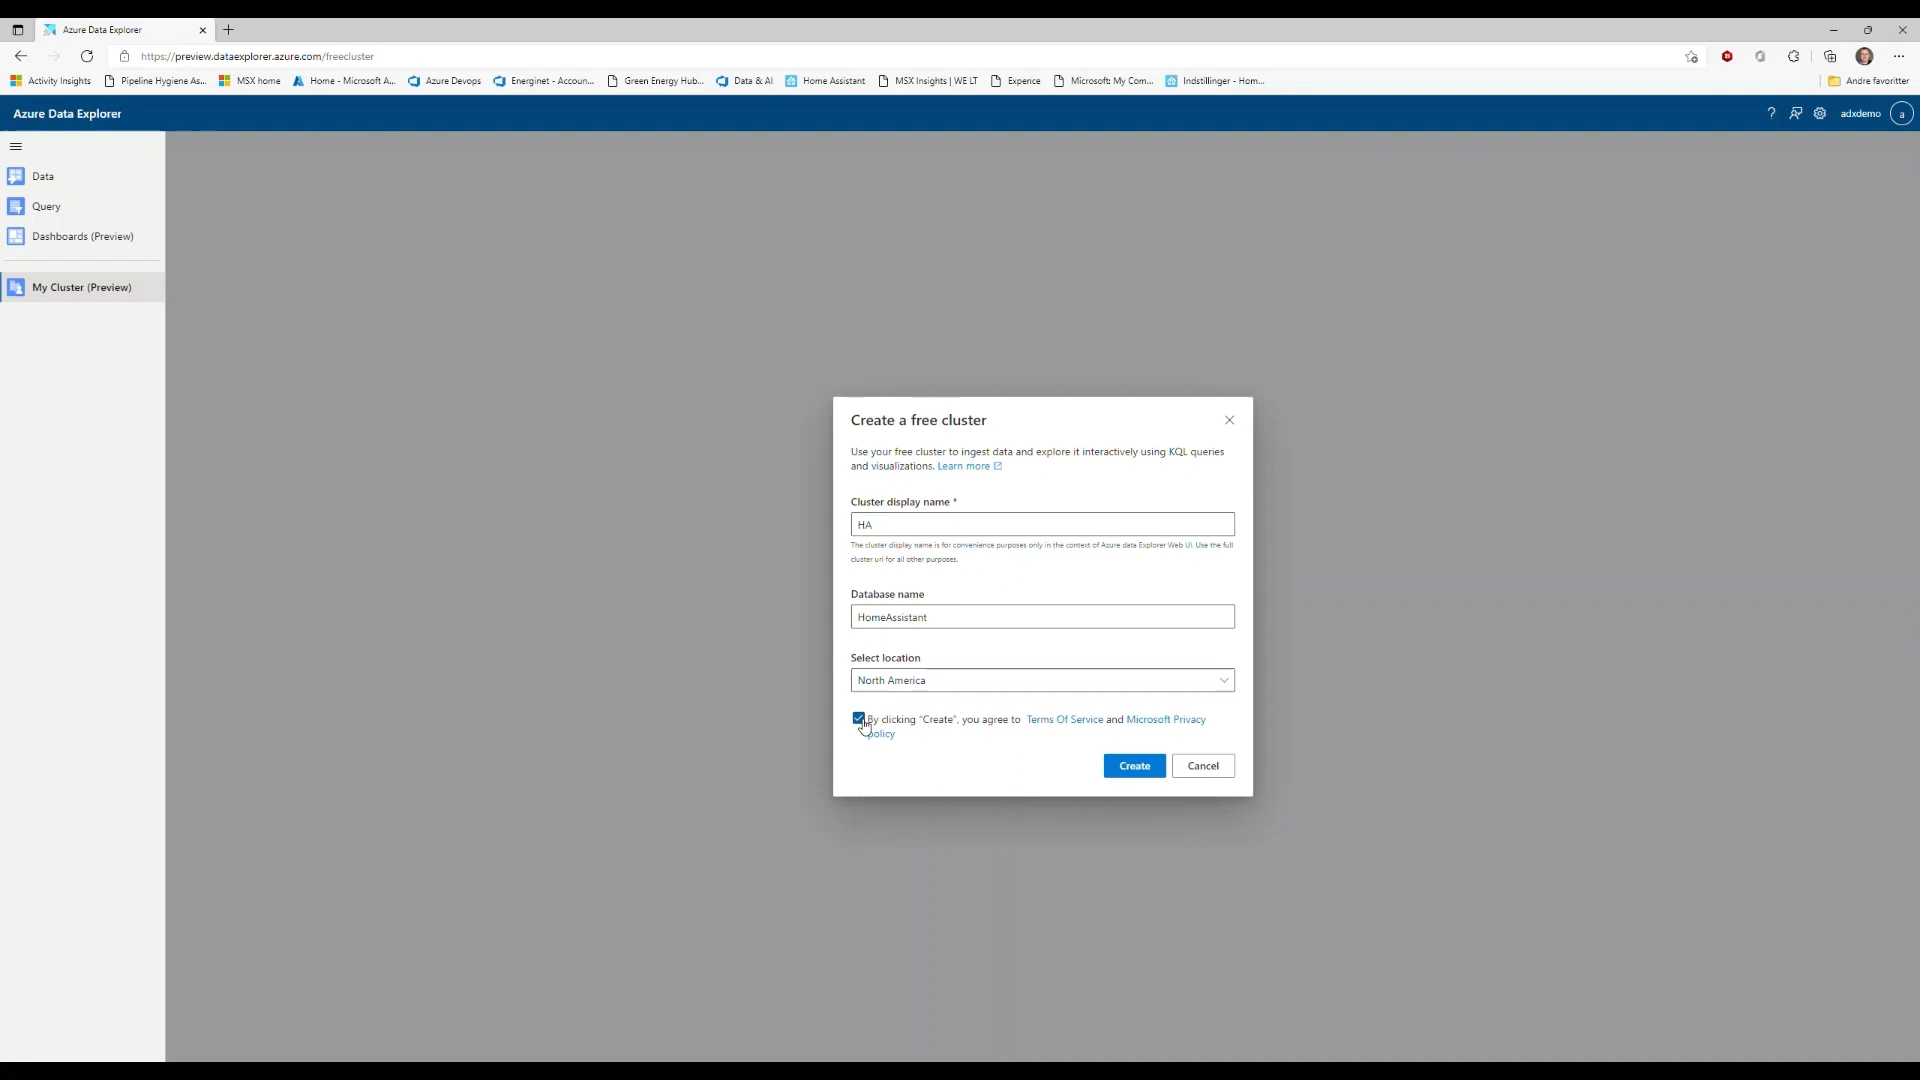 Azure Data Explorer
https://preview.dataexplorer.azure.com/freecluster
Activity Insights
Pipeline Hygiene As...
MSX home
Home - Microsoft A...
Azure Devops
Energinet - Accoun...
Green Energy Hub...
Data & AI
Home Assistant
MSX Insights | WE LT
Expence
Microsoft: My Com...
Indstillinger - Hom...
Andre favoritter
Azure Data Explorer
adxdemo
a
Data
Query
Dashboards (Preview)
My Cluster (Preview)
Create a free cluster
Use your free cluster to ingest data and explore it interactively using KQL queries
and visualizations. Learn more
Cluster display name *
HA
The cluster display name is for convenience purposes only in the context of Azure data Explorer Web UI. Use the full
cluster url for all other purposes.
Database name
HomeAssistant
Select location
North America
By clicking "Create", you agree to Terms Of Service and Microsoft Privacy
policy
Create
Cancel